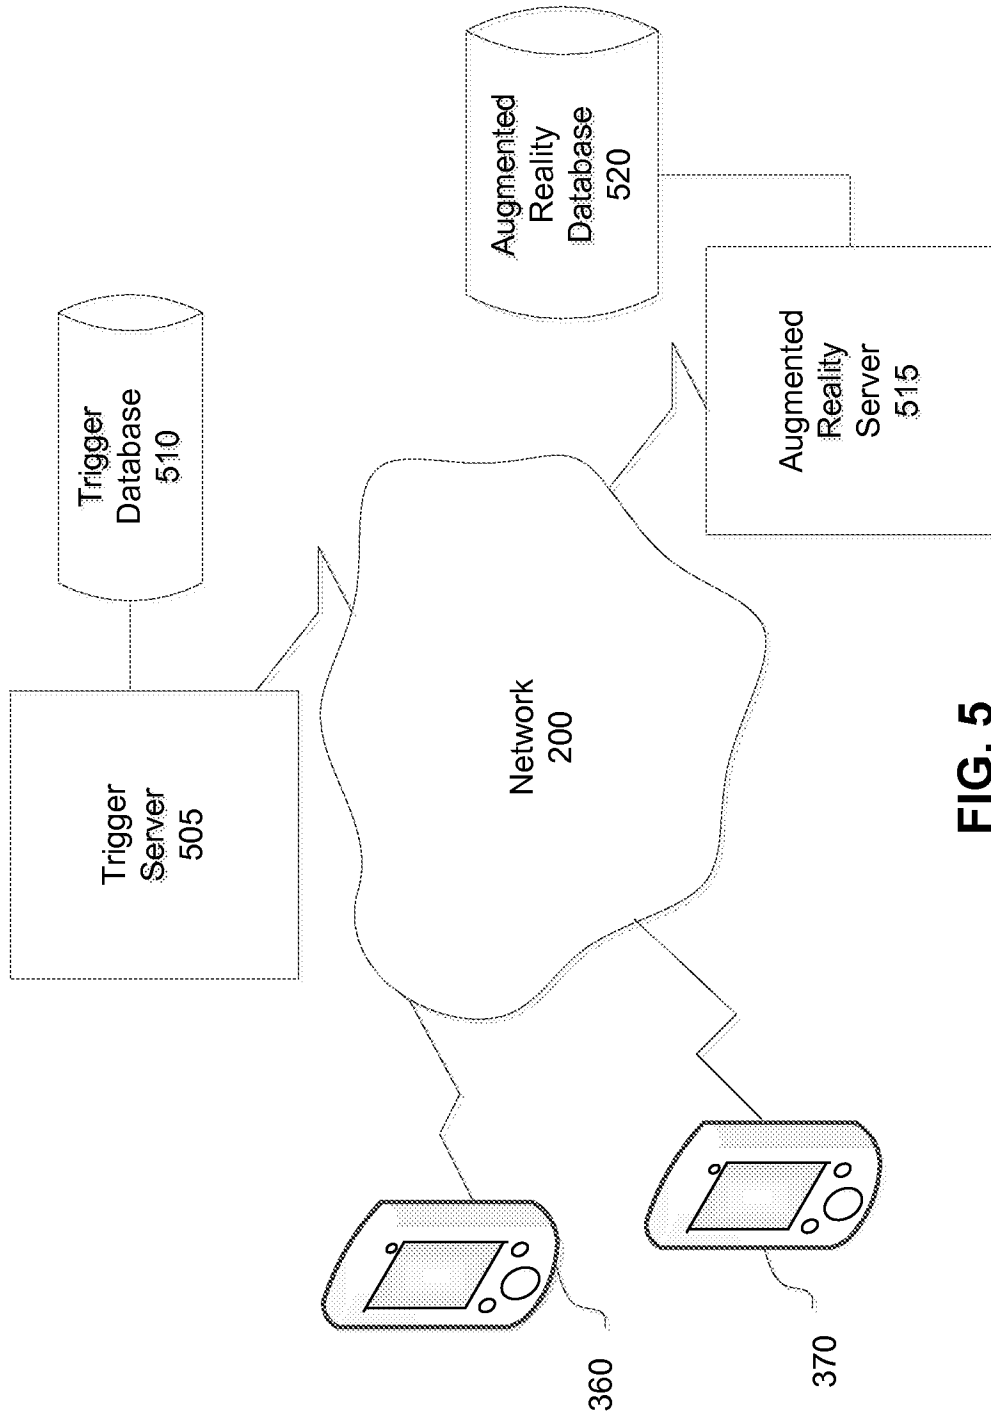 Trigger
Server
505
Trigger
Database
510
Network
200
Augmented
Reality
Database
520
Augmented
Reality
Server
515
360
370
FIG. 5